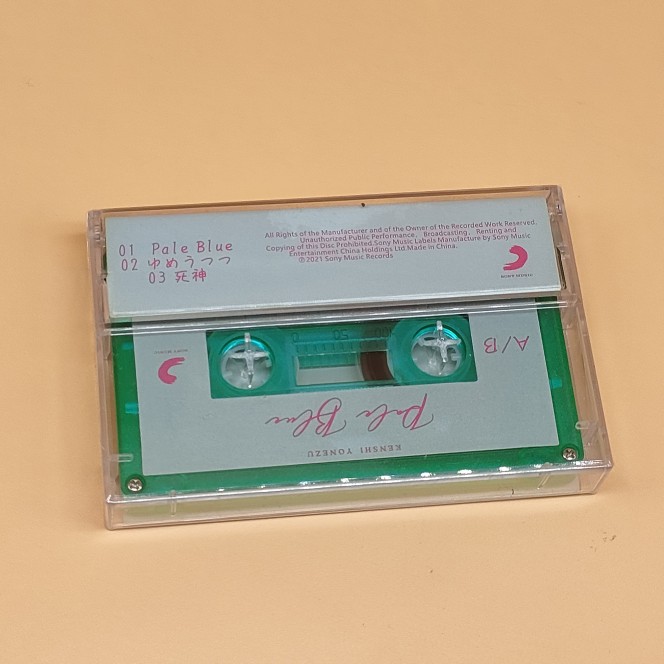 01 Pale Blue
02 ゆめうつつ
03 死神
All Rights of the Manufacturer and of the Owner of the Recorded Work Reserved.
Unauthorized Public Performance、Broadcasting、Renting and
Copying of this Disc Prohibited.Sony Music Labels Manufacture by Sony Music
Entertainment China Holdings Ltd.Made in China.
℗2021 Sony Music Records
A/B
100 50 0
Pale Blue
KENSHI YONEZU